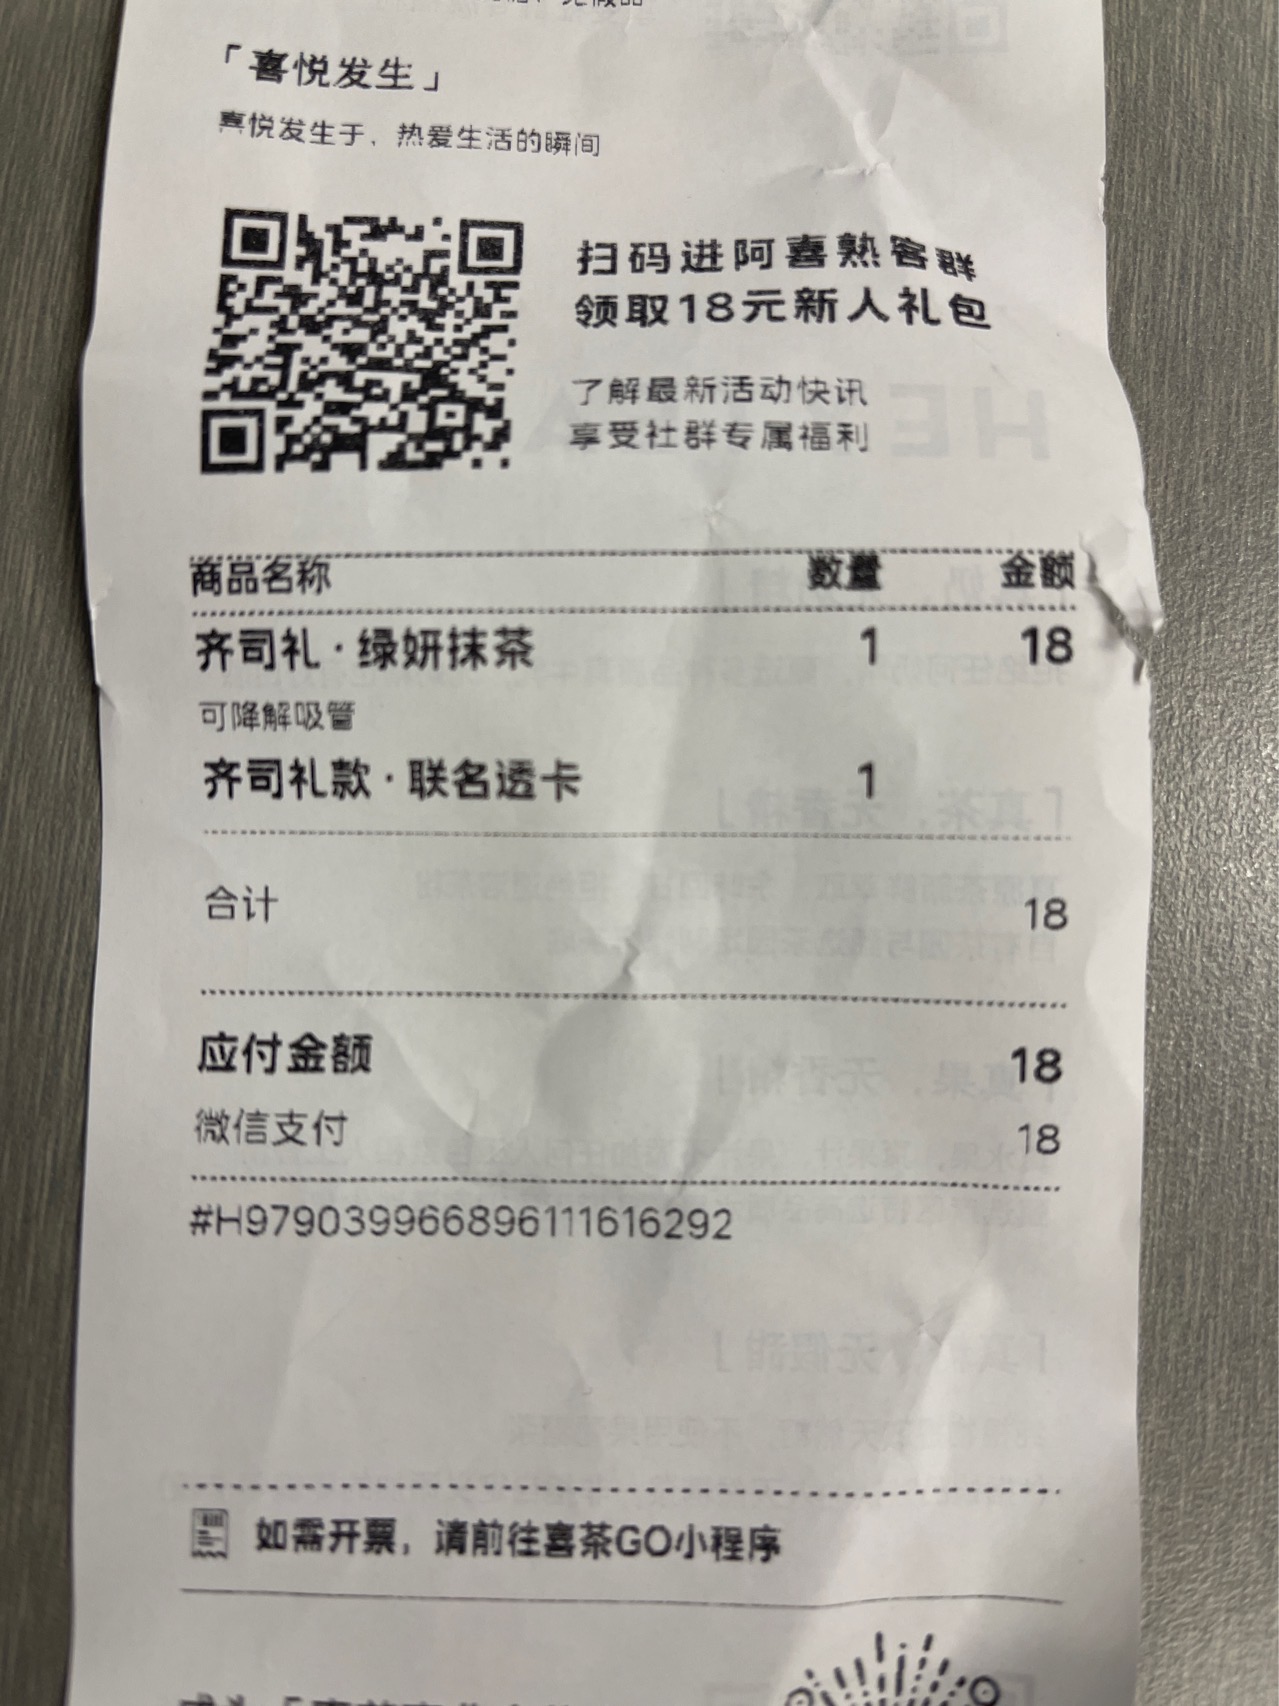 「喜悦发生」
喜悦发生于、热爱生活的瞬间
扫码进阿喜熟客群
领取18元新人礼包
了解最新活动快讯
享受社群专属福利
商品名称 数量 金额
齐司礼·绿妍抹茶 1 18
可降解吸管
齐司礼款·联名透卡 1
合计 18
应付金额 18
微信支付 18
#H9790399668961116162​92
如需开票，请前往喜茶GO小程序